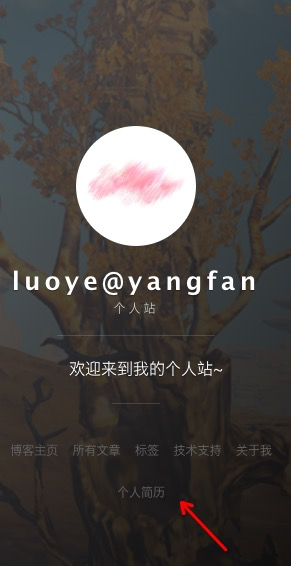 luoye@yangfan
个人站
欢迎来到我的个人站~
博客主页 所有文章 标签 技术支持 关于我
个人简历